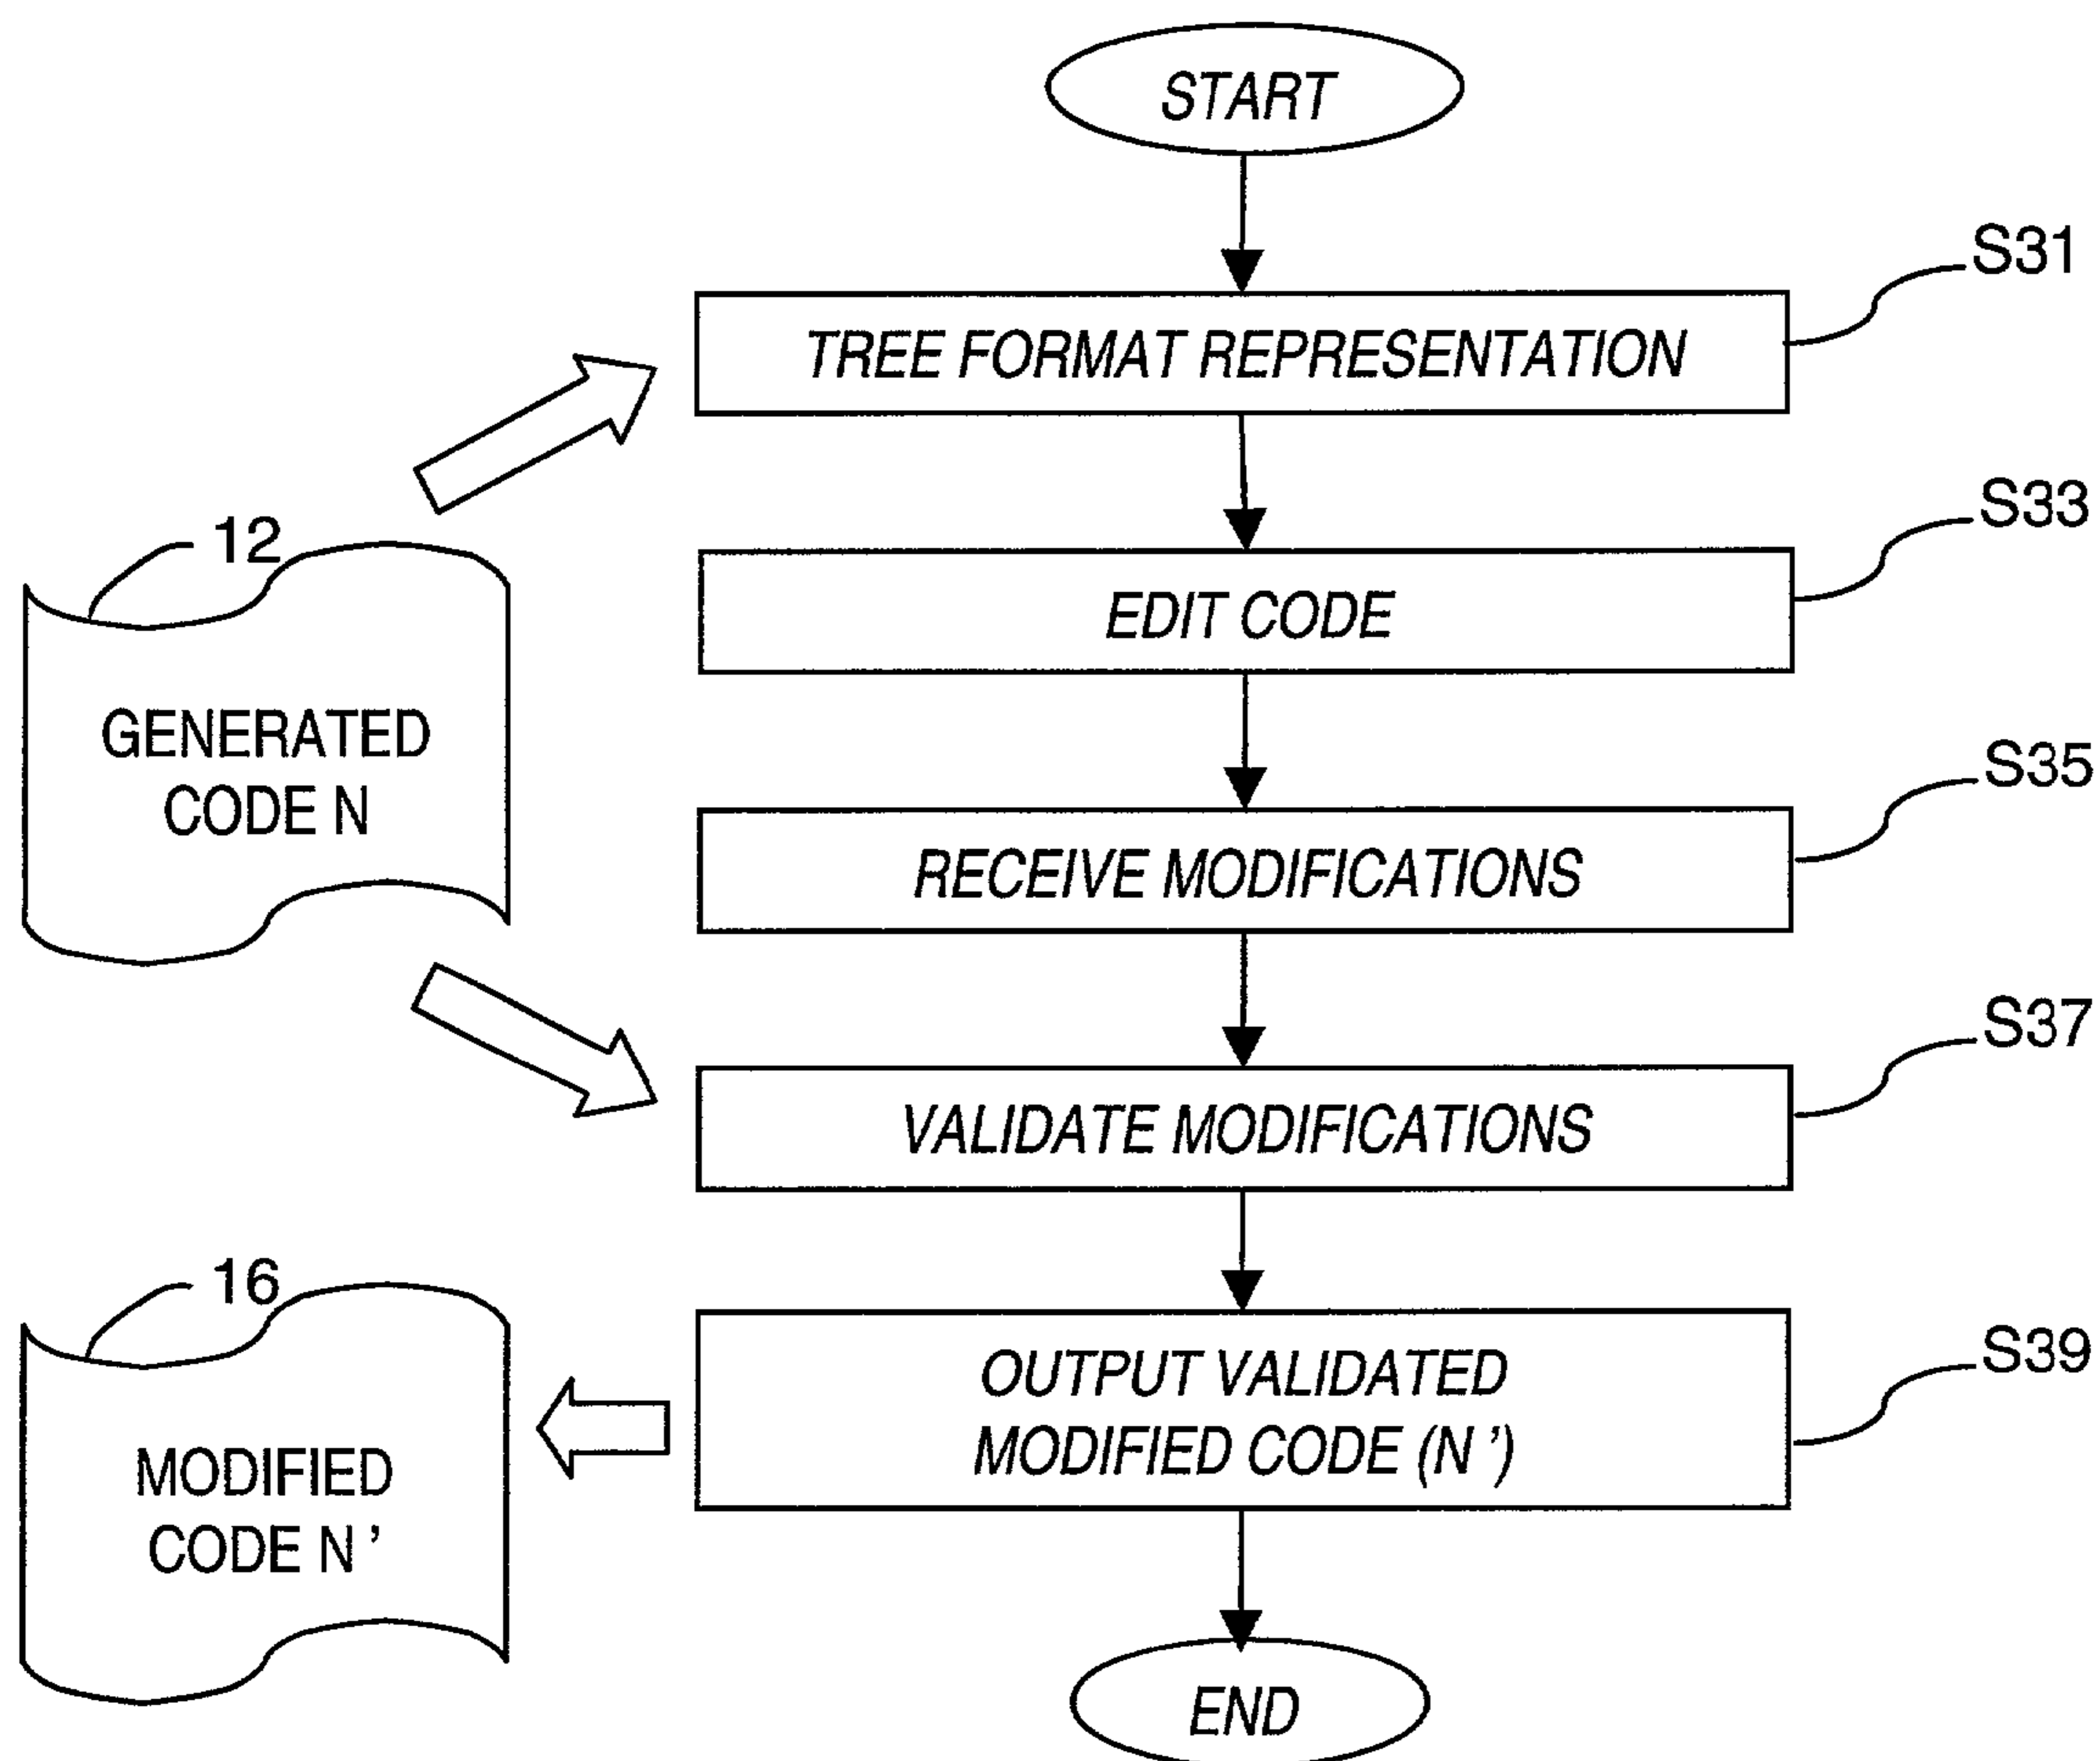 START
S31
TREE FORMAT REPRESENTATION
S33
12
EDIT CODE
GENERATED
CODE N
S35
RECEIVE MODIFICATIONS
S37
VALIDATE MODIFICATIONS
16
S39
OUTPUT VALIDATED
MODIFIED CODE (N')
MODIFIED
CODE N'
END